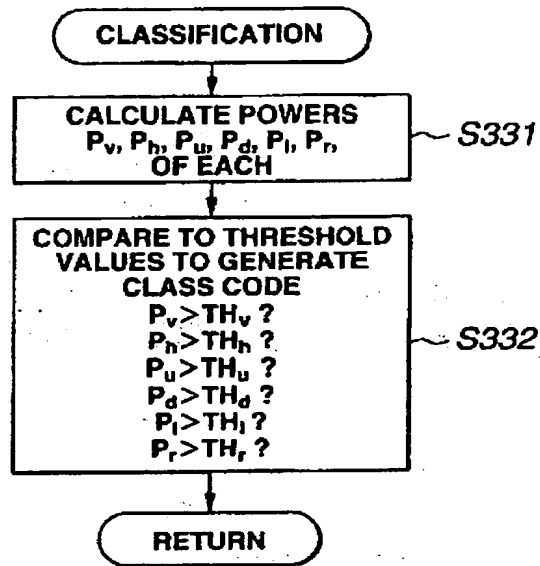 CLASSIFICATION
CALCULATE POWERS
Pv, Ph, Pu, Pd, Pl, Pr,
OF EACH
S331
COMPARE TO THRESHOLD
VALUES TO GENERATE
CLASS CODE
Pv>THv ?
Ph>THh ?
Pu>THu ?
Pd>THd ?
Pl>THl ?
Pr>THr ?
S332
RETURN